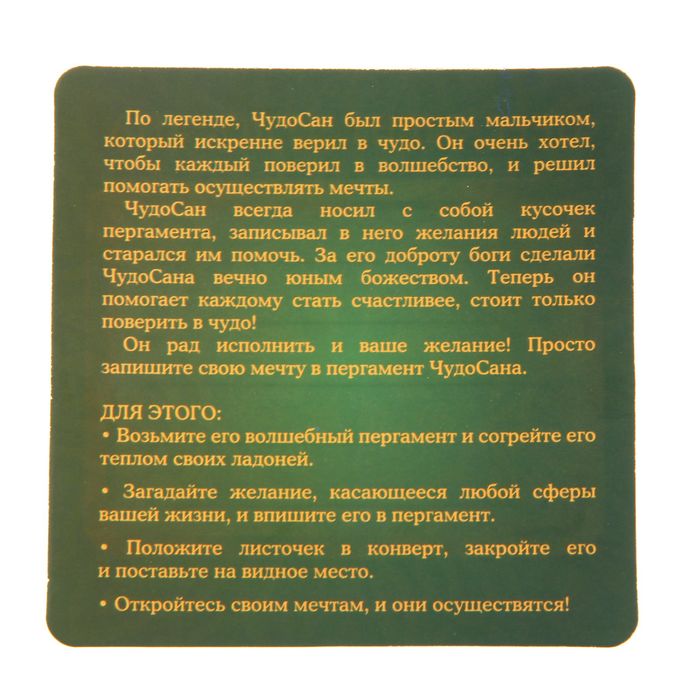 По легенде, ЧудоСан был простым мальчиком,
который искренне верил в чудо. Он очень хотел,
чтобы каждый поверил в волшебство, и решил
помогать осуществлять мечты.
ЧудоСан всегда носил с собой кусочек
пергамента, записывал в него желания людей и
старался им помочь. За его доброту боги сделали
ЧудоСана вечно юным божеством. Теперь он
помогает каждому стать счастливее, стоит только
поверить в чудо!
Он рад исполнить и ваше желание! Просто
запишите свою мечту в пергамент ЧудоСана.
ДЛЯ ЭТОГО:
• Возьмите его волшебный пергамент и согрейте его
теплом своих ладоней.
• Загадайте желание, касающееся любой сферы
вашей жизни, и впишите его в пергамент.
• Положите листочек в конверт, закройте его
и поставьте на видное место.
• Откройтесь своим мечтам, и они осуществятся!